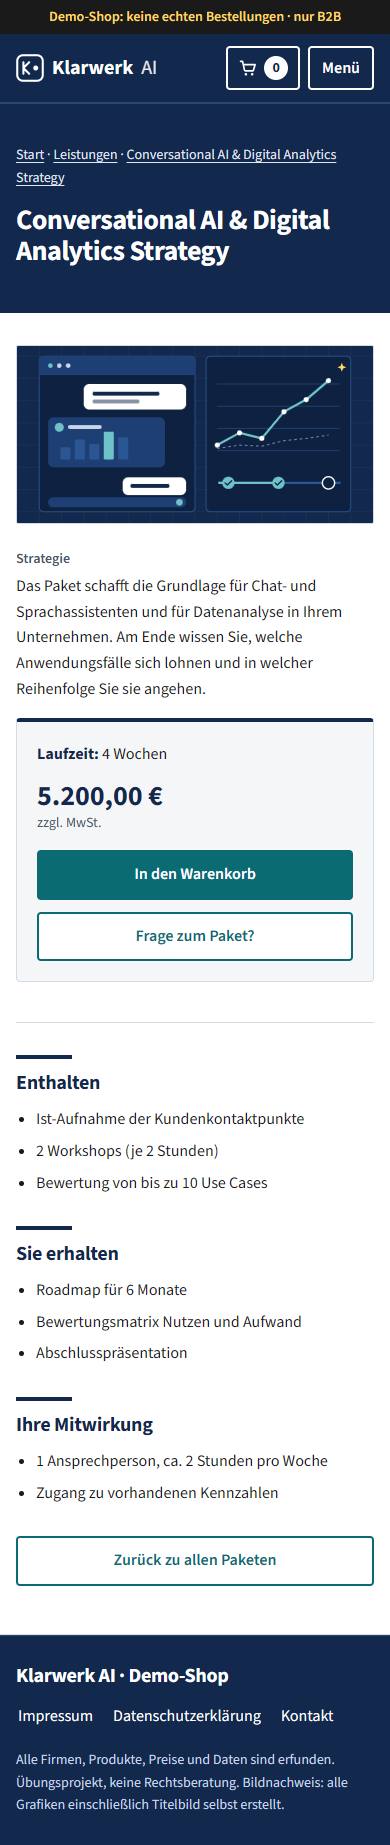 Demo-Shop: keine echten Bestellungen · nur B2B
Klarwerk AI
0
Menü
Start · Leistungen · Conversational AI & Digital Analytics
Strategy
Conversational AI & Digital
Analytics Strategy
Strategie
Das Paket schafft die Grundlage für Chat- und
Sprachassistenten und für Datenanalyse in Ihrem
Unternehmen. Am Ende wissen Sie, welche
Anwendungsfälle sich lohnen und in welcher
Reihenfolge Sie sie angehen.
Laufzeit: 4 Wochen
5.200,00 €
zzgl. MwSt.
In den Warenkorb
Frage zum Paket?
Enthalten
• Ist-Aufnahme der Kundenkontaktpunkte
• 2 Workshops (je 2 Stunden)
• Bewertung von bis zu 10 Use Cases
Sie erhalten
• Roadmap für 6 Monate
• Bewertungsmatrix Nutzen und Aufwand
• Abschlusspräsentation
Ihre Mitwirkung
• 1 Ansprechperson, ca. 2 Stunden pro Woche
• Zugang zu vorhandenen Kennzahlen
Zurück zu allen Paketen
Klarwerk AI · Demo-Shop
Impressum Datenschutzerklärung Kontakt
Alle Firmen, Produkte, Preise und Daten sind erfunden.
Übungsprojekt, keine Rechtsberatung. Bildnachweis: alle
Grafiken einschließlich Titelbild selbst erstellt.